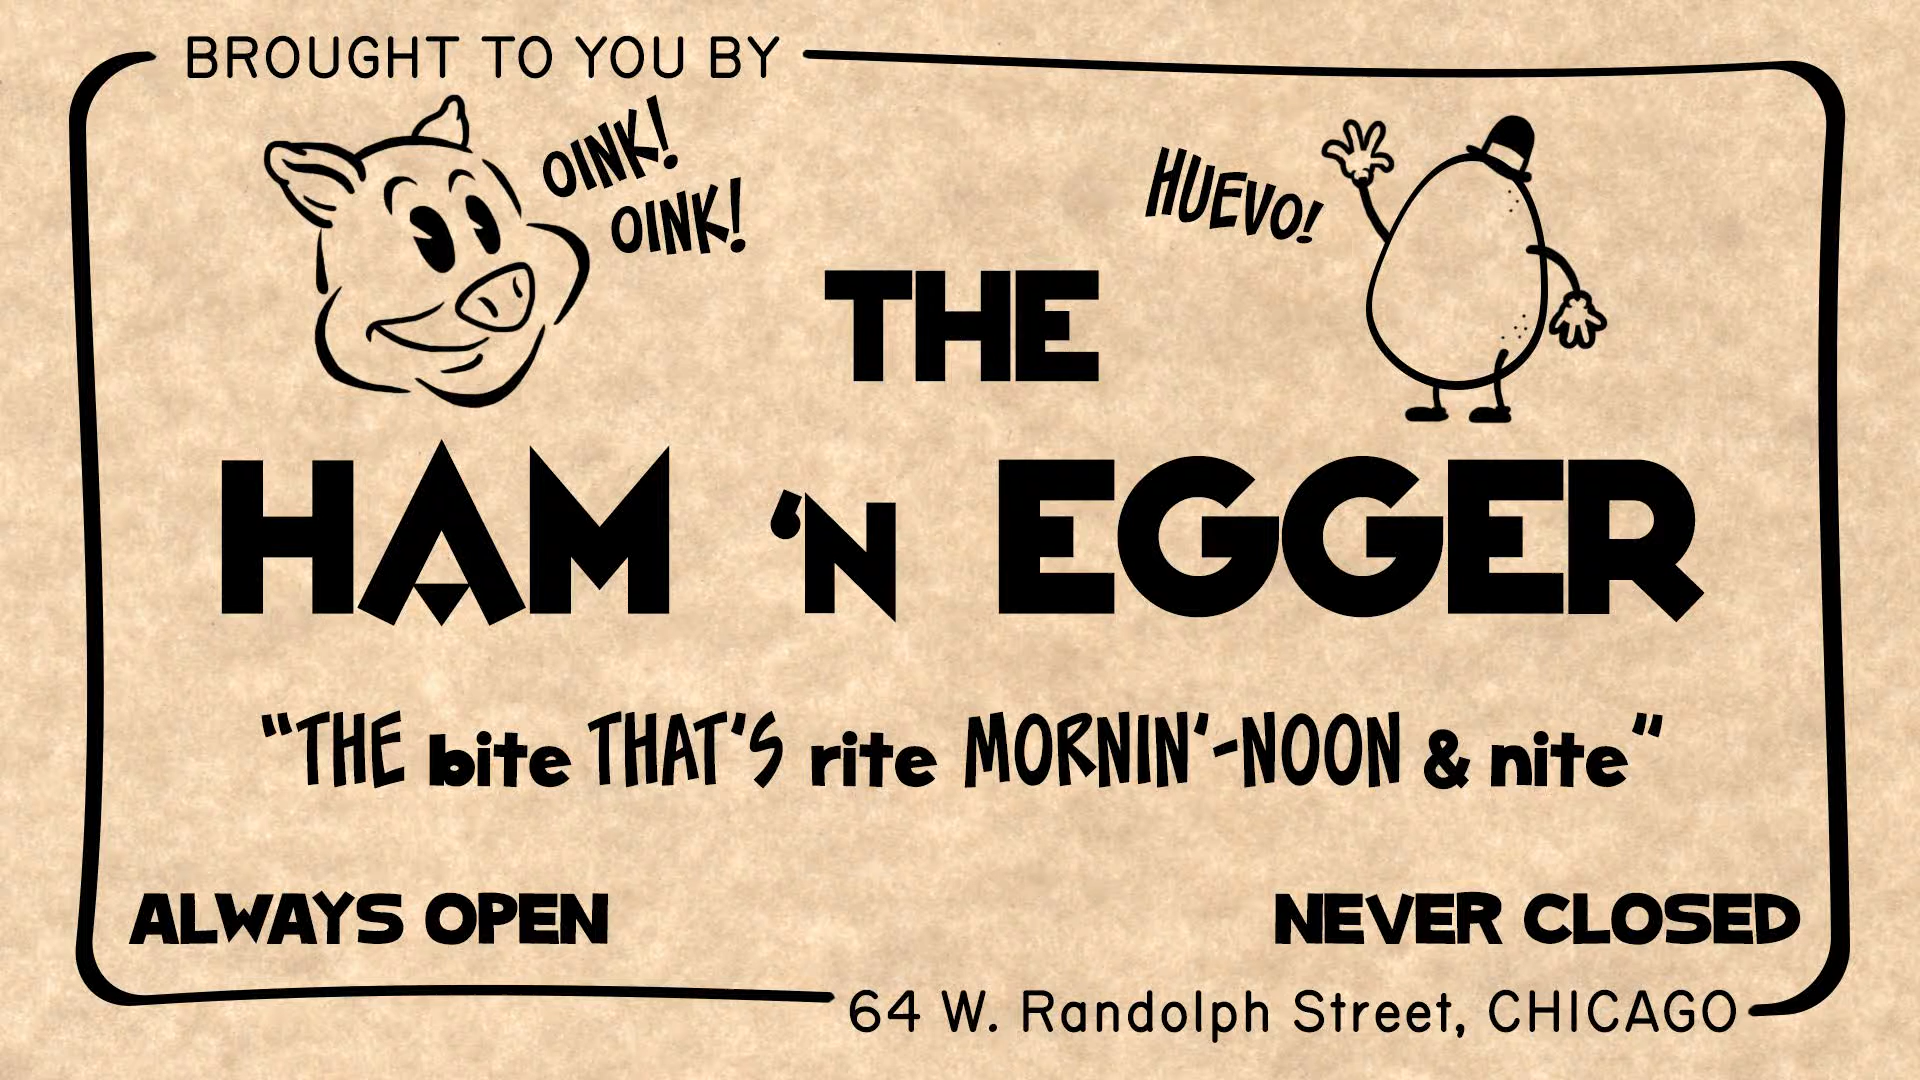 BROUGHT TO YOU BY
OINK!
OINK!
HUEVO!
THE
HAM 'N EGGER
"THE bite THAT'S rite MORNIN'-NOON & nite"
ALWAYS OPEN
NEVER CLOSED
64 W. Randolph Street, CHICAGO